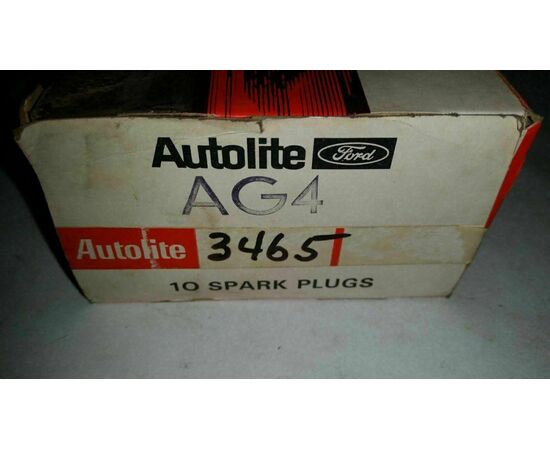 Autolite Ford
AG4
Autolite 3465
10 SPARK PLUGS